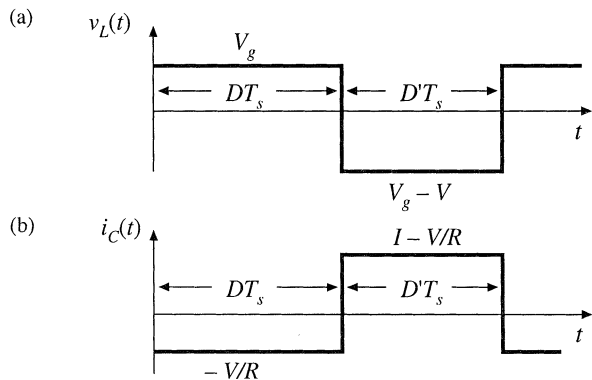 (a)
v_L(t)
V_g
DT_s
D'T_s
t
V_g – V
(b)
i_C(t)
I – V/R
DT_s
D'T_s
t
– V/R